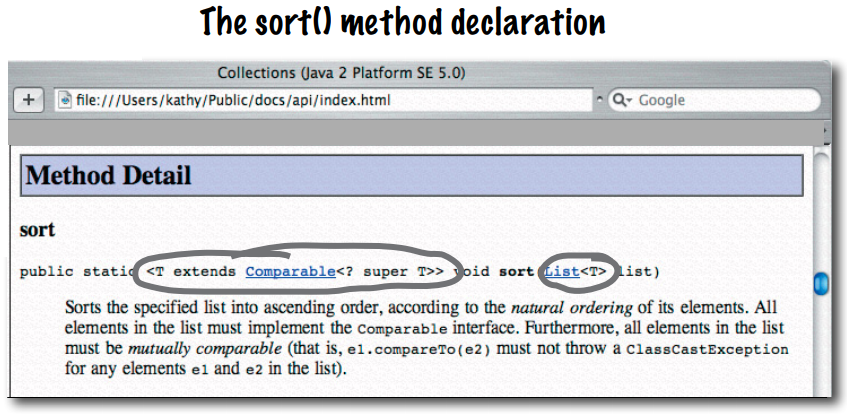 The sort() method declaration
Collections (Java 2 Platform SE 5.0)
+ file:///Users/kathy/Public/docs/api/index.html Google
Method Detail
sort
public static <T extends Comparable<? super T>> void sort(List<T> list)
Sorts the specified list into ascending order, according to the natural ordering of its elements. All
elements in the list must implement the Comparable interface. Furthermore, all elements in the list
must be mutually comparable (that is, e1.compareTo(e2) must not throw a ClassCastException
for any elements e1 and e2 in the list).